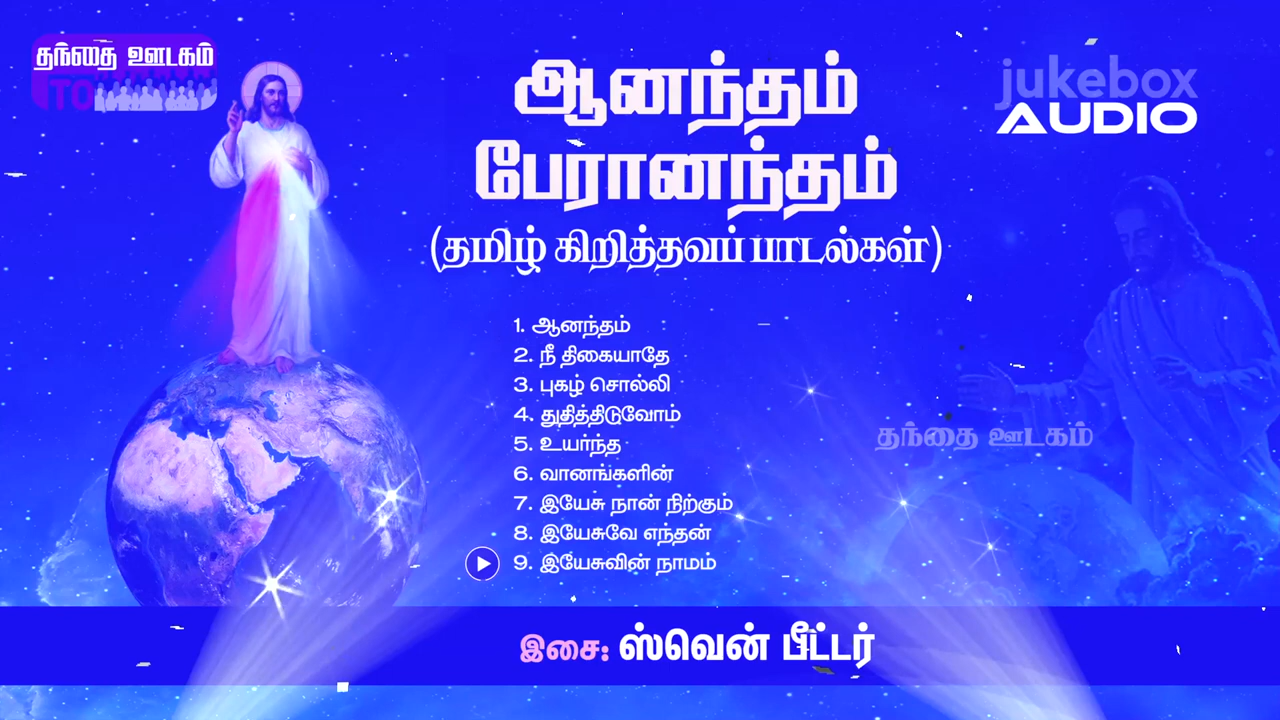 தந்தை ஊடகம்
TO
jukebox
AUDIO
ஆனந்தம்
பேரானந்தம்
(தமிழ் கிறித்தவப் பாடல்கள்)
1. ஆனந்தம்
2. நீ திகையாதே
3. புகழ் சொல்லி
4. துதித்திடுவோம்
5. உயர்ந்த
6. வானங்களின்
7. இயேசு நான் நிற்கும்
8. இயேசுவே எந்தன்
9. இயேசுவின் நாமம்
தந்தை ஊடகம்
இசை: ஸ்வென் பீட்டர்